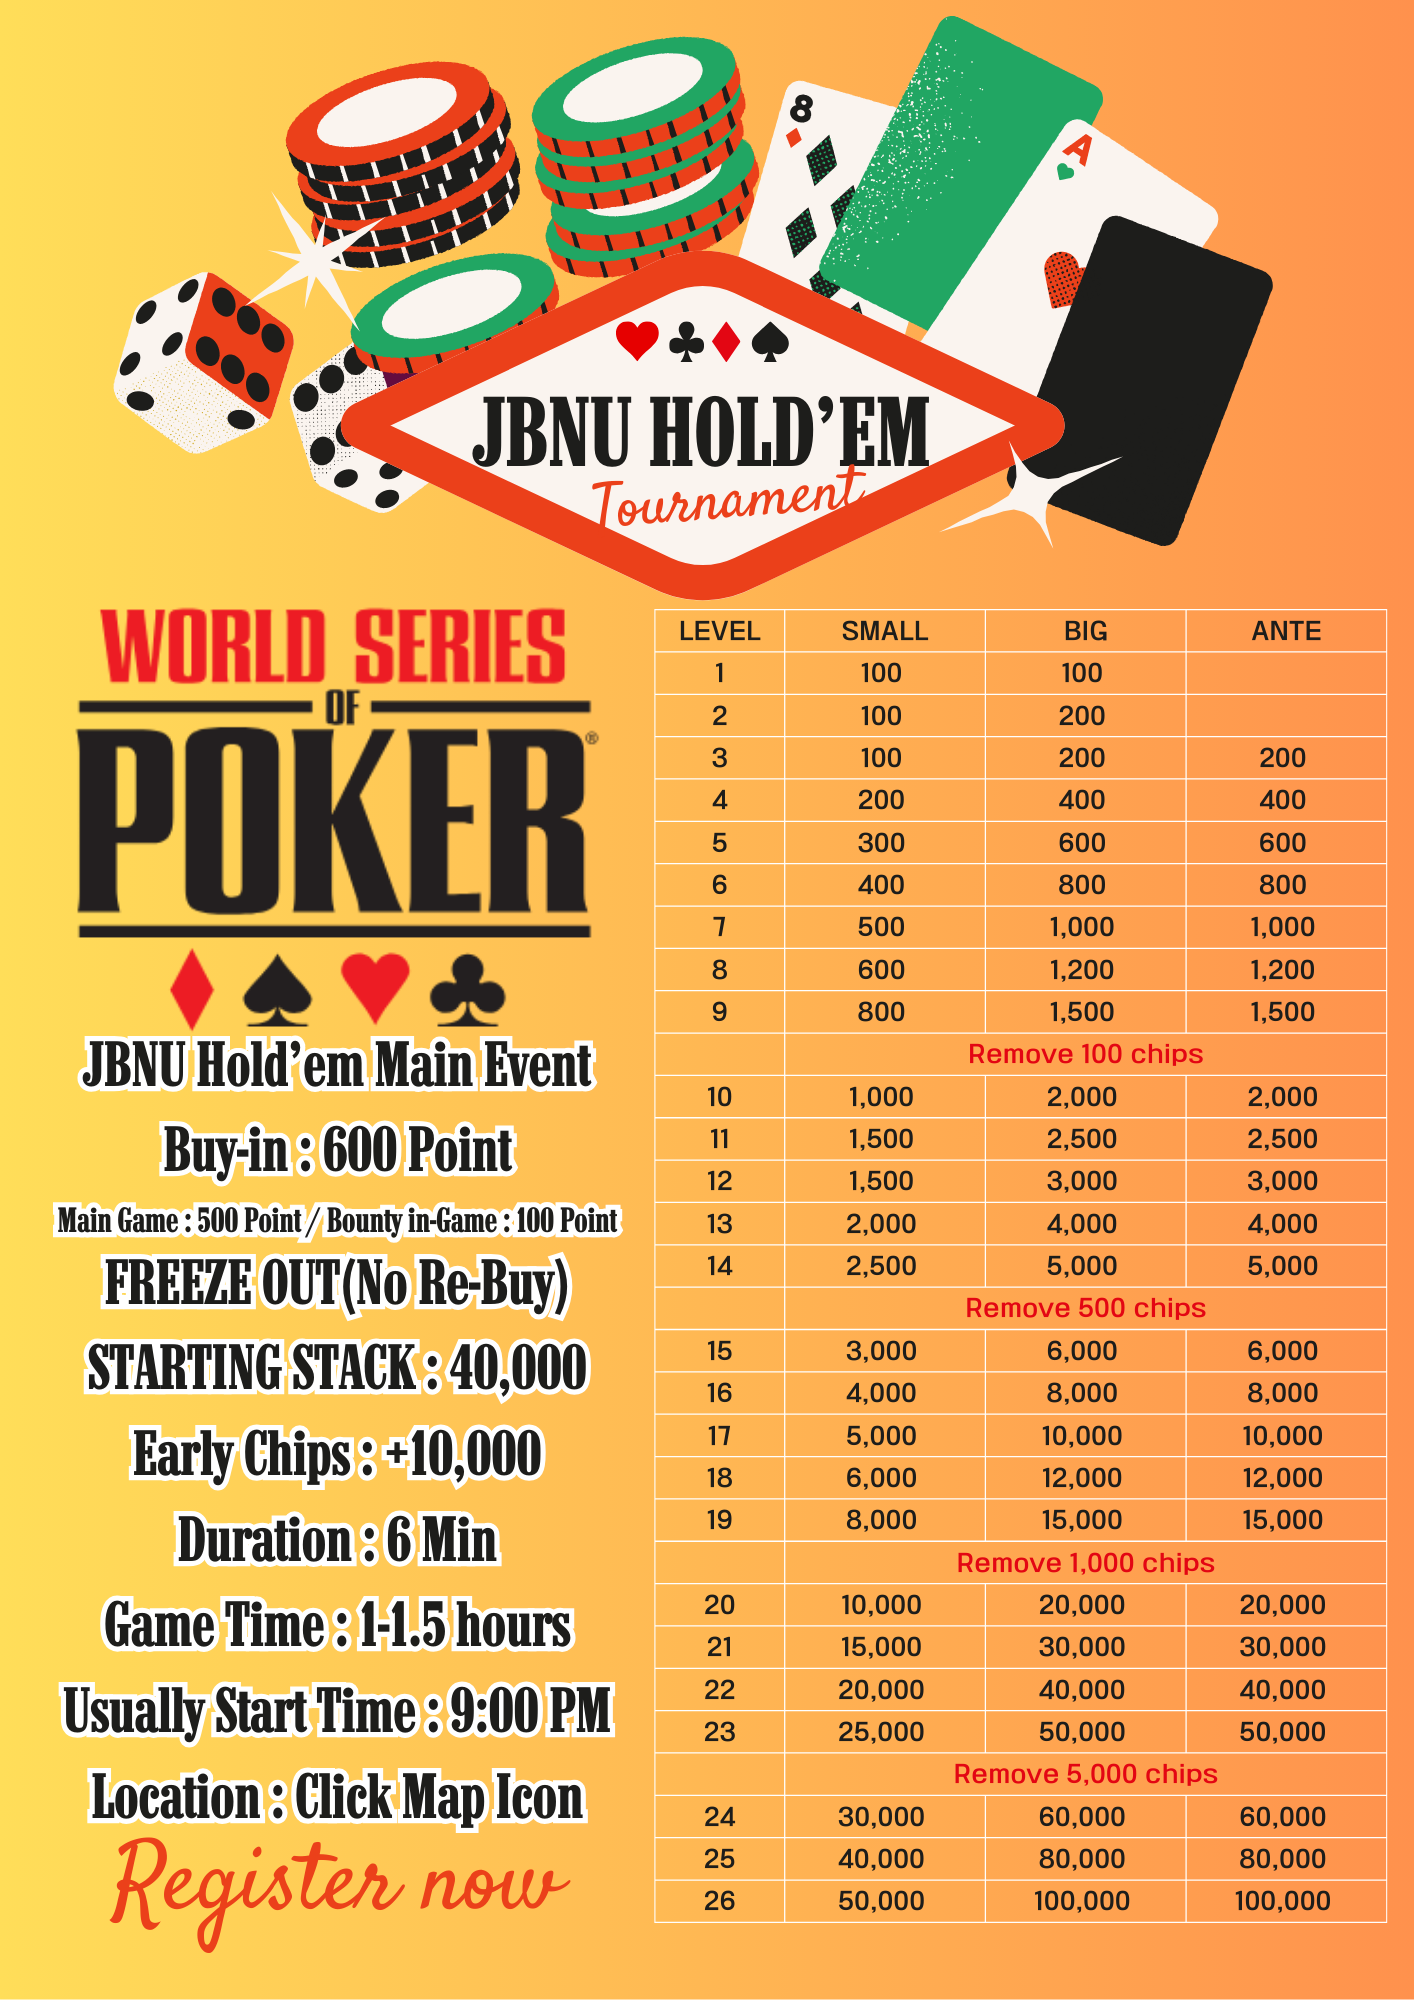 8
A
JBNU HOLD'EM
Tournament
WORLD SERIES
OF
POKER®
JBNU Hold'em Main Event
Buy-in : 600 Point
Main Game : 500 Point / Bounty in-Game : 100 Point
FREEZE OUT(No Re-Buy)
STARTING STACK : 40,000
Early Chips : +10,000
Duration : 6 Min
Game Time : 1-1.5 hours
Usually Start Time : 9:00 PM
Location : Click Map Icon
Register now
LEVEL SMALL BIG ANTE
1 100 100
2 100 200
3 100 200 200
4 200 400 400
5 300 600 600
6 400 800 800
7 500 1,000 1,000
8 600 1,200 1,200
9 800 1,500 1,500
Remove 100 chips
10 1,000 2,000 2,000
11 1,500 2,500 2,500
12 1,500 3,000 3,000
13 2,000 4,000 4,000
14 2,500 5,000 5,000
Remove 500 chips
15 3,000 6,000 6,000
16 4,000 8,000 8,000
17 5,000 10,000 10,000
18 6,000 12,000 12,000
19 8,000 15,000 15,000
Remove 1,000 chips
20 10,000 20,000 20,000
21 15,000 30,000 30,000
22 20,000 40,000 40,000
23 25,000 50,000 50,000
Remove 5,000 chips
24 30,000 60,000 60,000
25 40,000 80,000 80,000
26 50,000 100,000 100,000